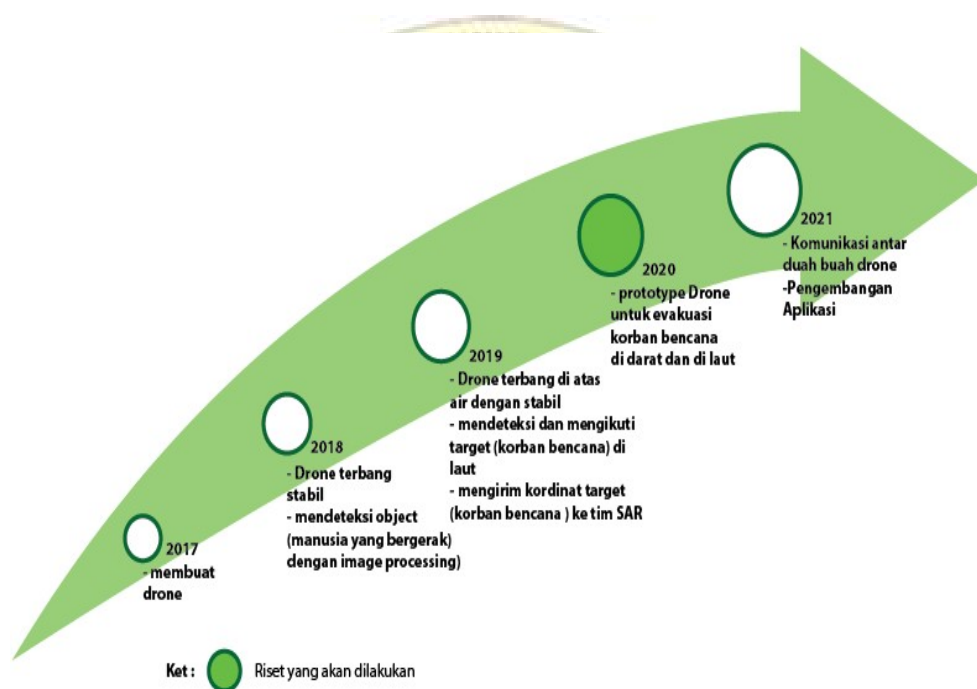 2017
- membuat
drone
2018
- Drone terbang
stabil
- mendeteksi object
(manusia yang bergerak)
dengan image processing)
2019
- Drone terbang di atas
air dengan stabil
- mendeteksi dan mengikuti
target (korban bencana) di
laut
- mengirim kordinat target
(korban bencana ) ke tim SAR
2020
- prototype Drone
untuk evakuasi
korban bencana
di darat dan di laut
2021
- Komunikasi antar
duah buah drone
-Pengembangan
Aplikasi
Ket : Riset yang akan dilakukan